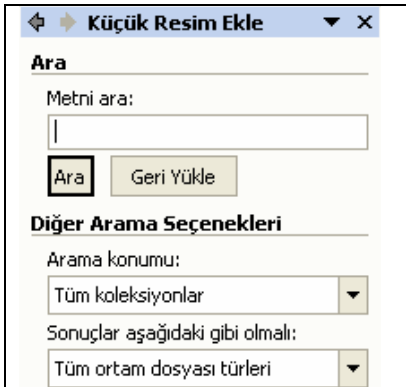 Küçük Resim Ekle
Ara
Metni ara:
Ara Geri Yükle
Diğer Arama Seçenekleri
Arama konumu:
Tüm koleksiyonlar
Sonuçlar aşağıdaki gibi olmalı:
Tüm ortam dosyası türleri